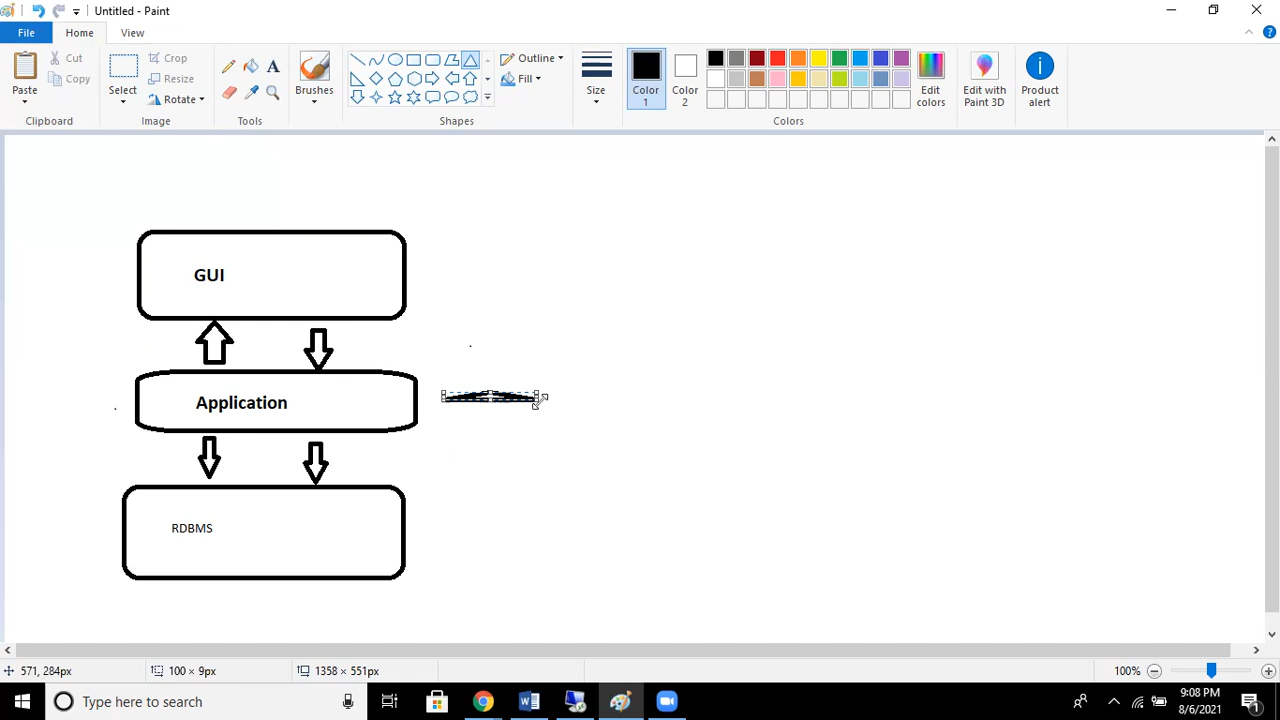 Untitled - Paint
File
Home
View
Paste
Cut
Copy
Clipboard
Select
Crop
Resize
Rotate
Image
A
Tools
Brushes
Outline
Fill
Shapes
Size
Color 1
Color 2
Edit colors
Colors
Edit with Paint 3D
Product alert
GUI
Application
RDBMS
571, 284px
100 × 9px
1358 × 551px
100%
Type here to search
9:08 PM
8/6/2021
1